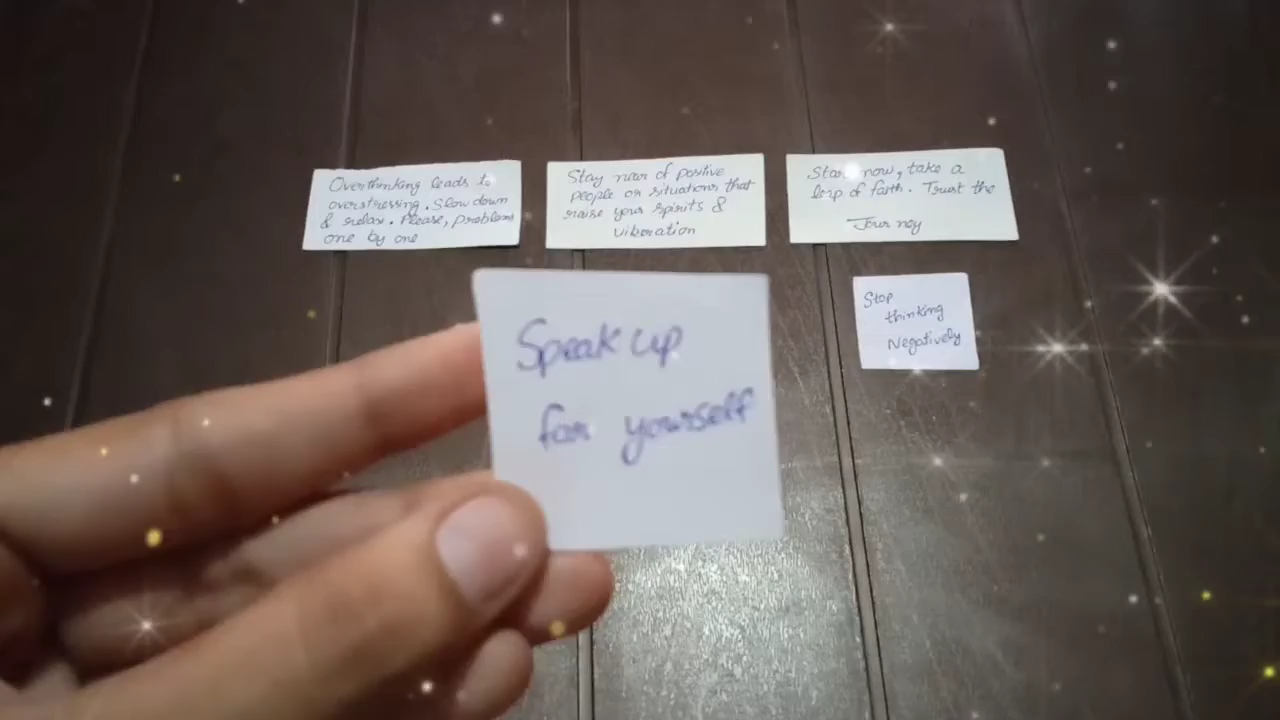 Overthinking leads to
overstressing. Slow down
& relax. Please, problems
one by one
Stay near of positive
people or situations that
raise your spirits &
vibration
Start now, take a
leap of faith. Trust the
Journey
Stop
thinking
Negatively
Speak up
for yourself